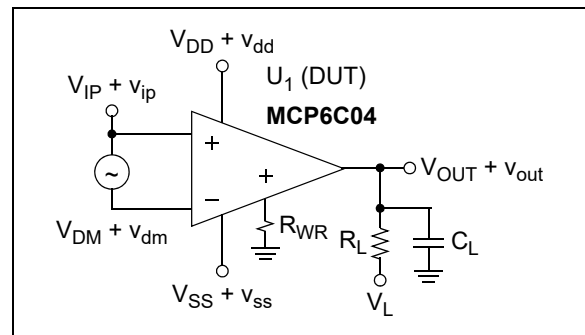 V_DD + v_dd
V_IP + v_ip
U_1 (DUT)
MCP6C04
+
~
−
+
V_OUT + v_out
V_DM + v_dm
R_WR
R_L
C_L
V_SS + v_ss
V_L